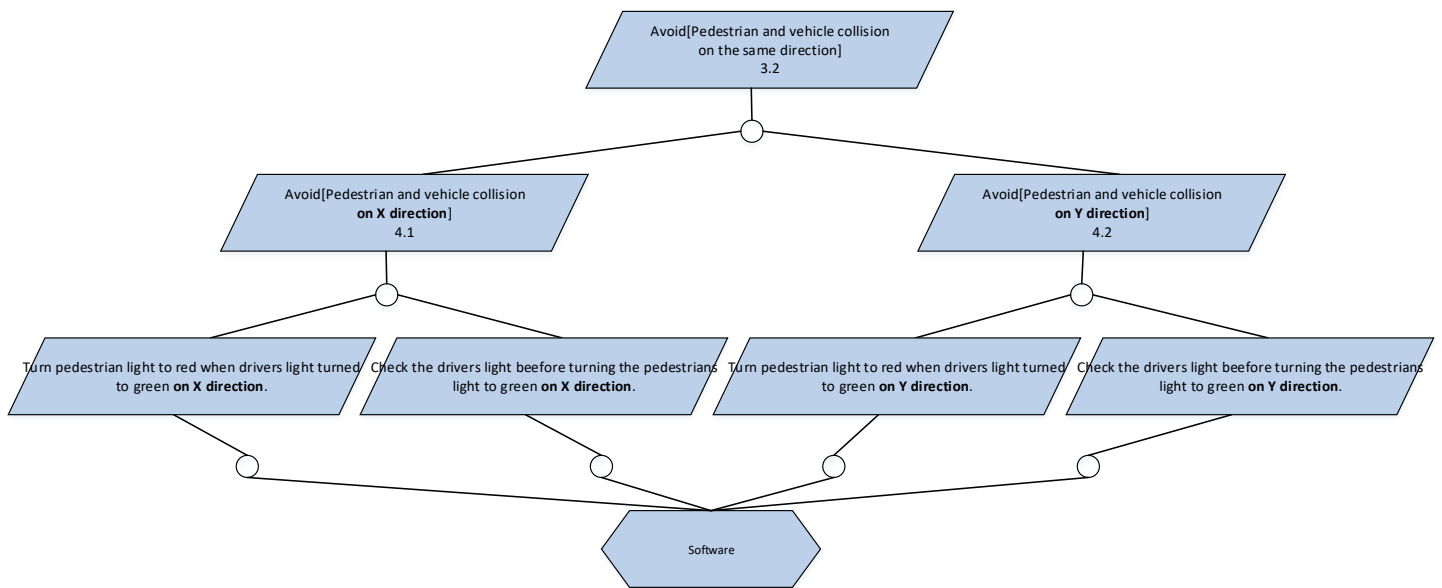 Avoid[Pedestrian and vehicle collision
on the same direction]
3.2
Avoid[Pedestrian and vehicle collision
on X direction]
4.1
Avoid[Pedestrian and vehicle collision
on Y direction]
4.2
Turn pedestrian light to red when drivers light turned
to green on X direction.
Check the drivers light beefore turning the pedestrians
light to green on X direction.
Turn pedestrian light to red when drivers light turned
to green on Y direction.
Check the drivers light beefore turning the pedestrians
light to green on Y direction.
Software